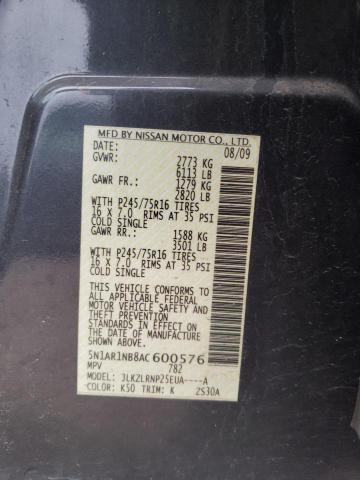 MFD BY NISSAN MOTOR CO., LTD.
DATE: 08/09
GVWR: 2773 KG
6113 LB
GAWR FR.: 1279 KG
2820 LB
WITH P245/75R16 TIRES
16 X 7.0 RIMS AT 35 PSI
COLD SINGLE
GAWR RR.: 1588 KG
3501 LB
WITH P245/75R16 TIRES
16 X 7.0 RIMS AT 35 PSI
COLD SINGLE
THIS VEHICLE CONFORMS TO ALL
APPLICABLE FEDERAL MOTOR
VEHICLE SAFETY, AND
THEFT PREVENTION
STANDARDS IN EFFECT ON THE
DATE OF MANUFACTURE SHOWN
ABOVE.
5N1AR1NB8AC600576
MPV 782
MODEL: JLKZLRNP25EUA----A
COLOR: K50 TRIM: K 2S30A